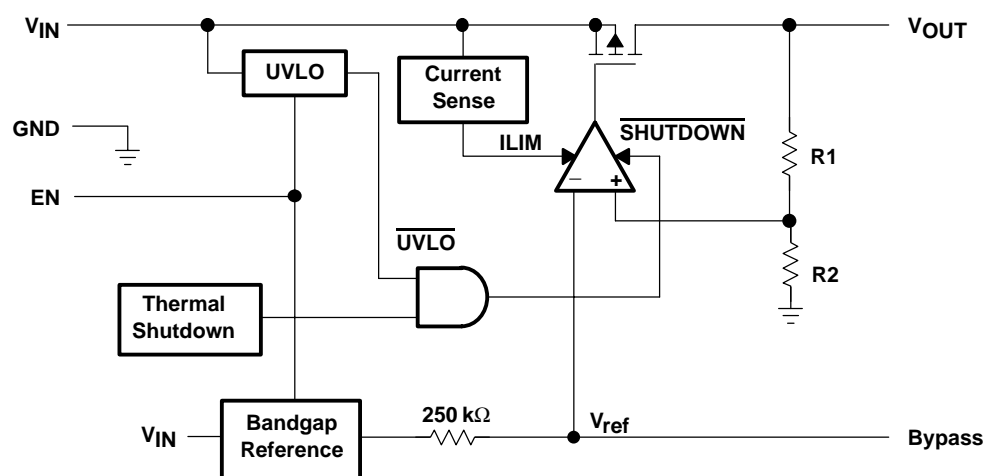 VIN
VOUT
UVLO
Current
Sense
SHUTDOWN
GND
ILIM
R1
− +
EN
UVLO
R2
Thermal
Shutdown
250 kΩ
VIN
Bandgap
Reference
Vref
Bypass